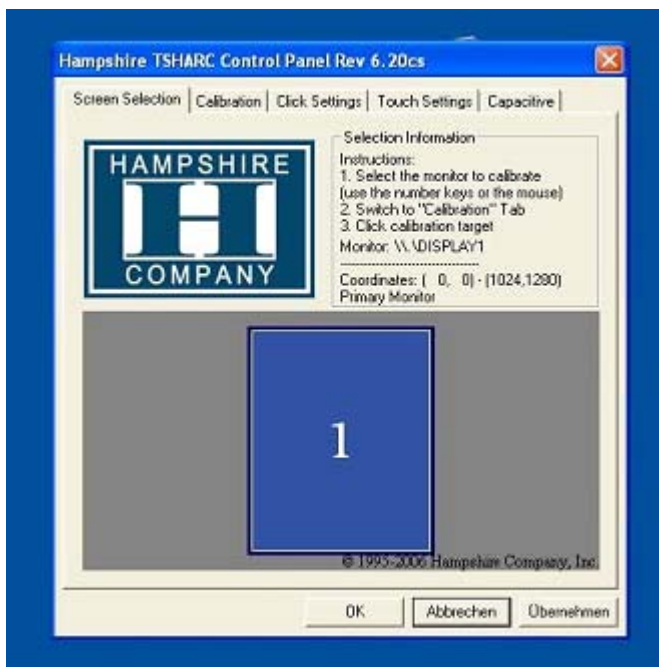 Hampshire TSHARC Control Panel Rev 6.20cs
Screen Selection Calibration Click Settings Touch Settings Capacitive
HAMPSHIRE
H
COMPANY
Selection Information
Instructions:
1. Select the monitor to calibrate
(use the number keys or the mouse)
2. Switch to "Calibration" Tab
3. Click calibration target
Monitor: \\.\DISPLAY1
--------------------------------
Coordinates: ( 0, 0) - (1024,1280)
Primary Monitor
1
© 1995-2006 Hampshire Company, Inc.
OK Abbrechen Übernehmen